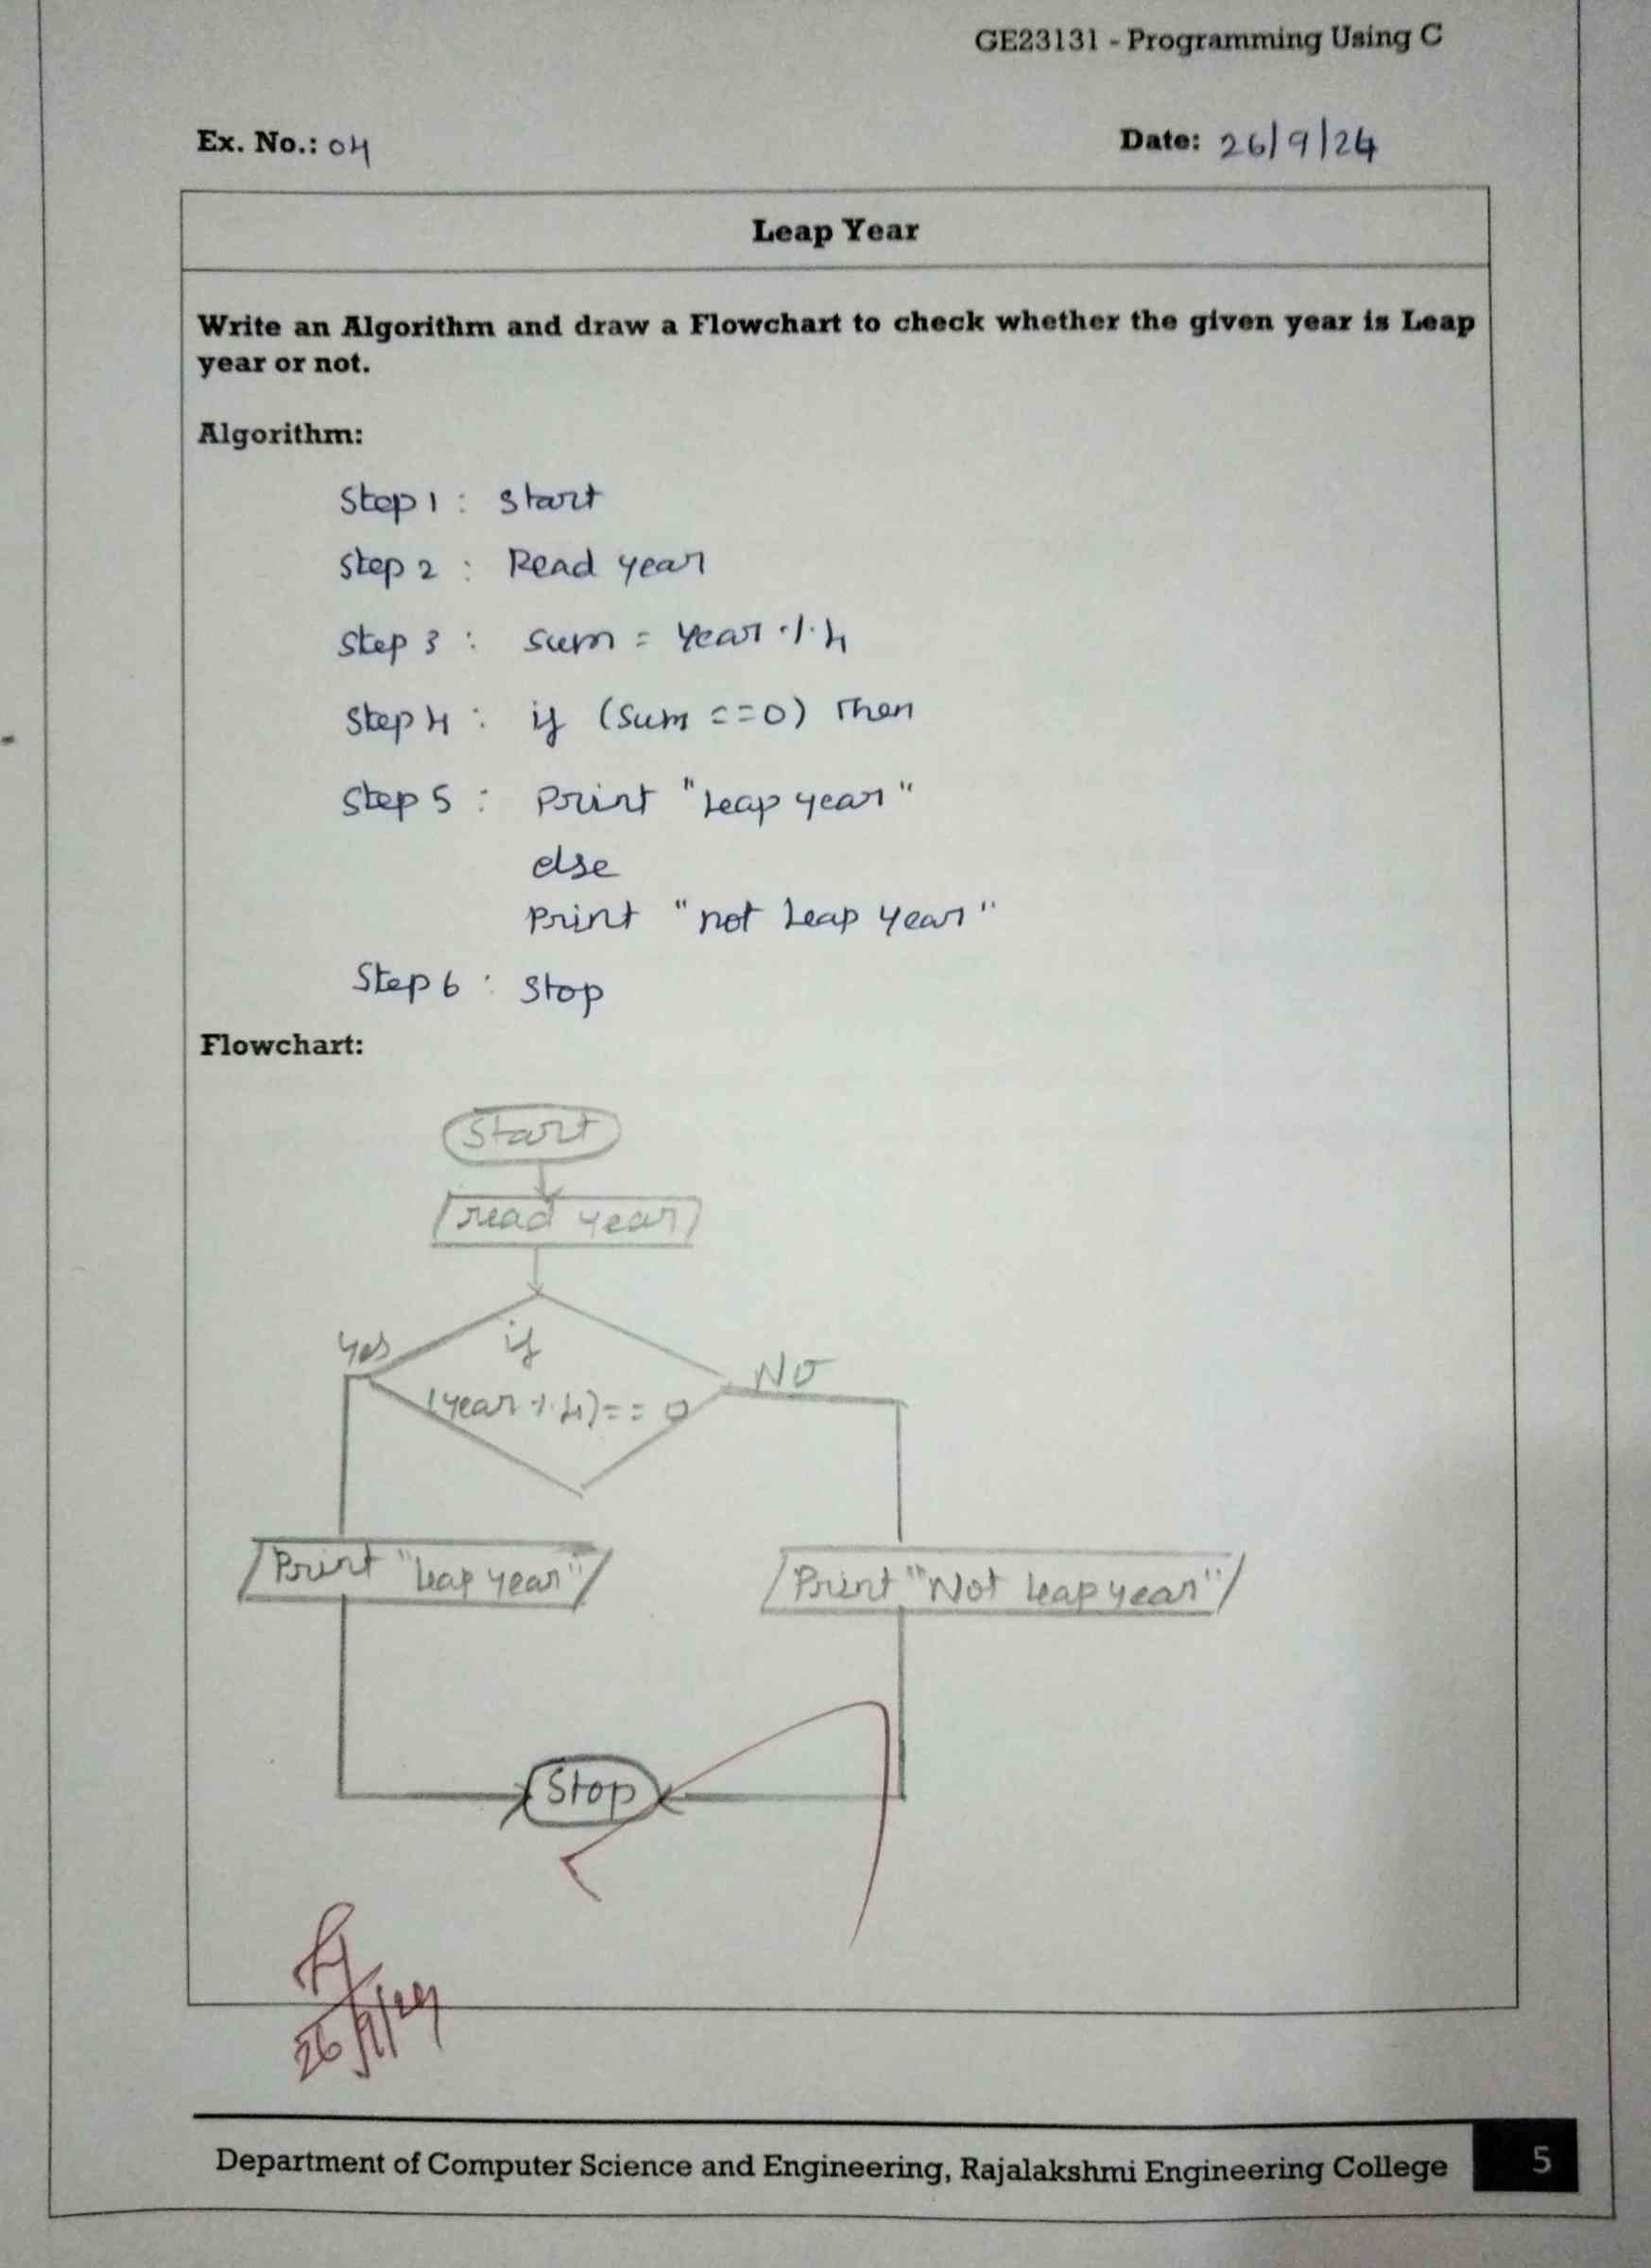 GE23131 - Programming Using C
Ex. No.: 04
Date: 26/9/24
Leap Year
Write an Algorithm and draw a Flowchart to check whether the given year is Leap
year or not.
Algorithm:
Step 1 : Start
Step 2 : Read year
Step 3 : sum = year % 4
Step 4 : if (sum ==0) Then
Step 5 : Print "Leap year"
else
Print "not Leap Year"
Step 6 : Stop
Flowchart:
Start
read year
if
Yes
NO
(year % 4)== 0
Print "leap year"
Print "Not leap year"
Stop
26/9/24
Department of Computer Science and Engineering, Rajalakshmi Engineering College
5